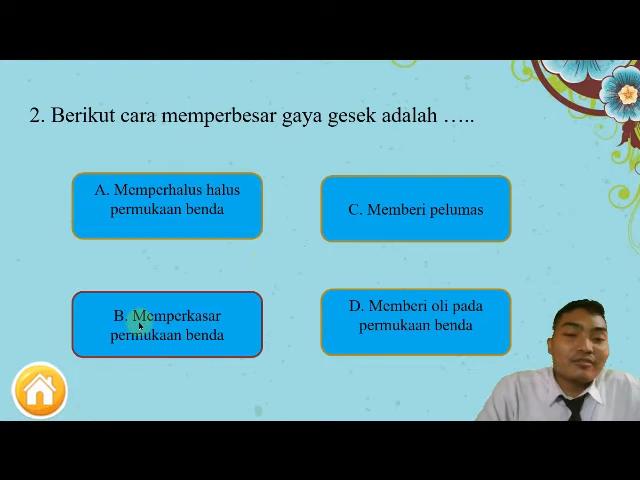 2. Berikut cara memperbesar gaya gesek adalah …..
A. Memperhalus halus
permukaan benda
C. Memberi pelumas
B. Memperkasar
permukaan benda
D. Memberi oli pada
permukaan benda